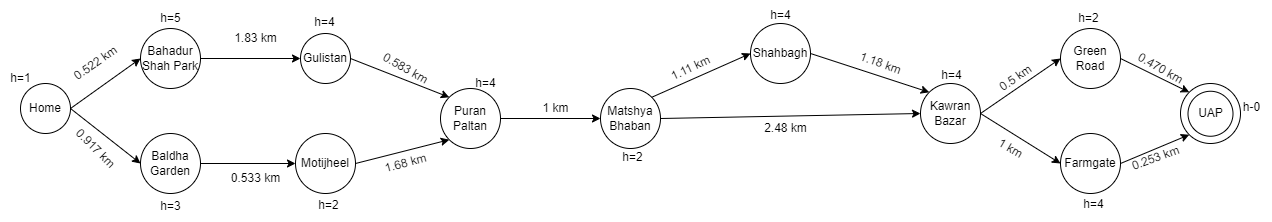 h=5
1.83 km
h=4
h=4
h=2
h=1
0.522 km
Bahadur
Shah Park
Gulistan
0.583 km
h=4
1.11 km
Shahbagh
1.18 km
h=4
0.5 km
Green
Road
0.470 km
Home
0.917 km
Puran
Paltan
1 km
Matshya
Bhaban
2.48 km
Kawran
Bazar
UAP
h-0
h=2
1 km
Baldha
Garden
0.533 km
Motijheel
1.68 km
Farmgate
0.253 km
h=3
h=2
h=4